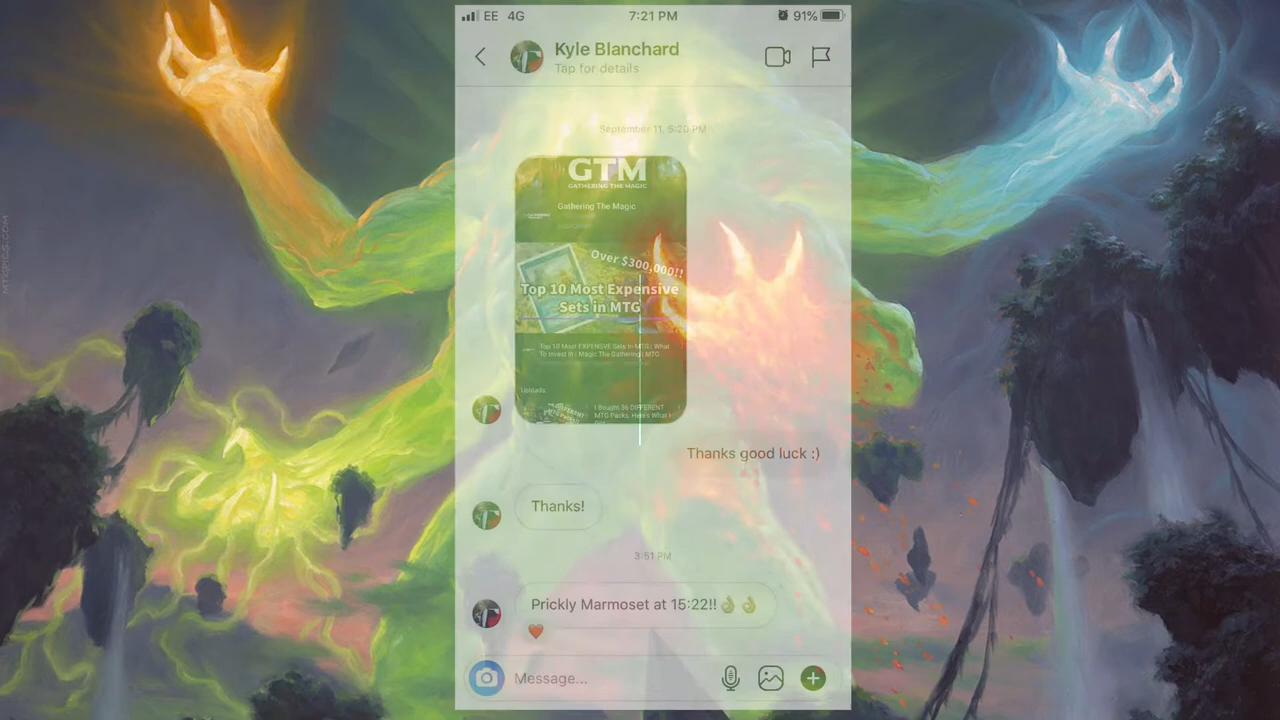 EE 4G 7:21 PM 91%
Kyle Blanchard
Tap for details
September 11, 5:20 PM
GTM
GATHERING THE MAGIC
Gathering The Magic
Over $300,000!!
Top 10 Most Expensive
Sets in MTG
Top 10 Most EXPENSIVE Sets In MTG | What
To Invest In | Magic The Gathering | MTG
Uploads
I Bought 36 DIFFERENT
MTG Packs, Here's What I
Thanks good luck :)
Thanks!
3:51 PM
Prickly Marmoset at 15:22!!👌👌
❤️
Message...
MTGPICS.COM